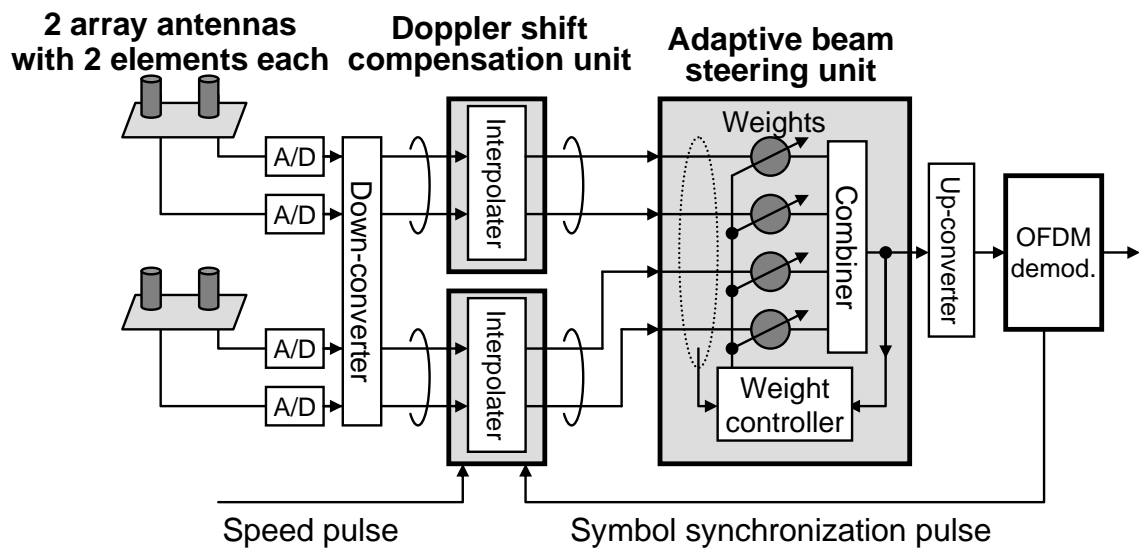 2 array antennas
with 2 elements each
Doppler shift
compensation unit
Adaptive beam
steering unit
A/D
A/D
A/D
A/D
Down-converter
Interpolater
Interpolater
Weights
Combiner
Weight
controller
Up-converter
OFDM
demod.
Speed pulse
Symbol synchronization pulse